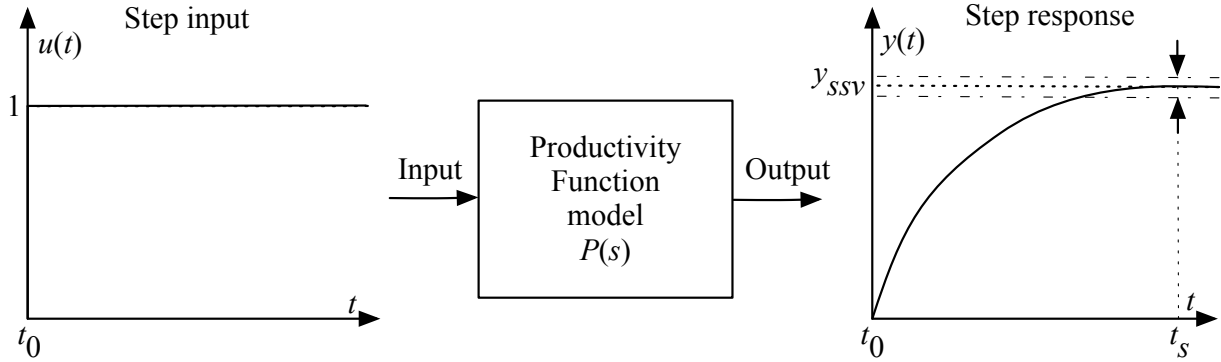 Step input
u(t)
1
t
t0
Input
Productivity
Function
model
P(s)
Output
Step response
y(t)
yssv
t
t0
ts